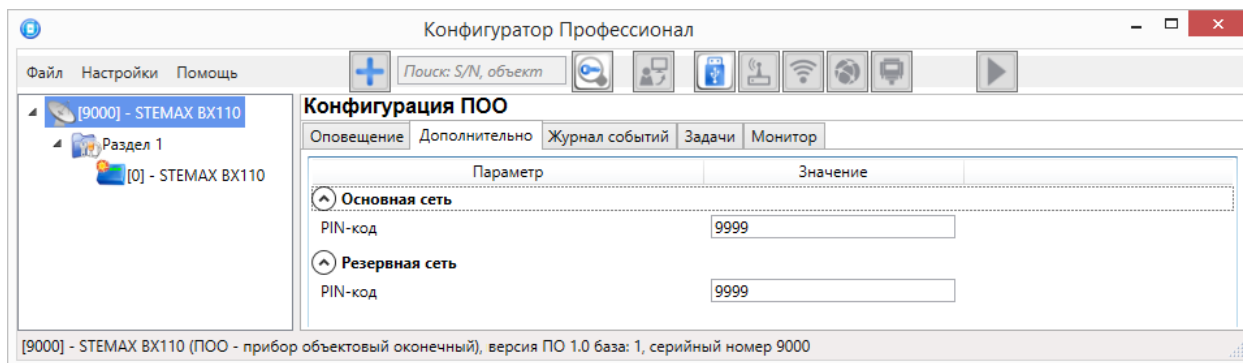 Конфигуратор Профессионал
Файл Настройки Помощь Поиск: S/N, объект
[9000] - STEMAX BX110
Раздел 1
[0] - STEMAX BX110
Конфигурация ПОО
Оповещение Дополнительно Журнал событий Задачи Монитор
Параметр Значение
Основная сеть
PIN-код 9999
Резервная сеть
PIN-код 9999
[9000] - STEMAX BX110 (ПОО - прибор объектовый оконечный), версия ПО 1.0 база: 1, серийный номер 9000